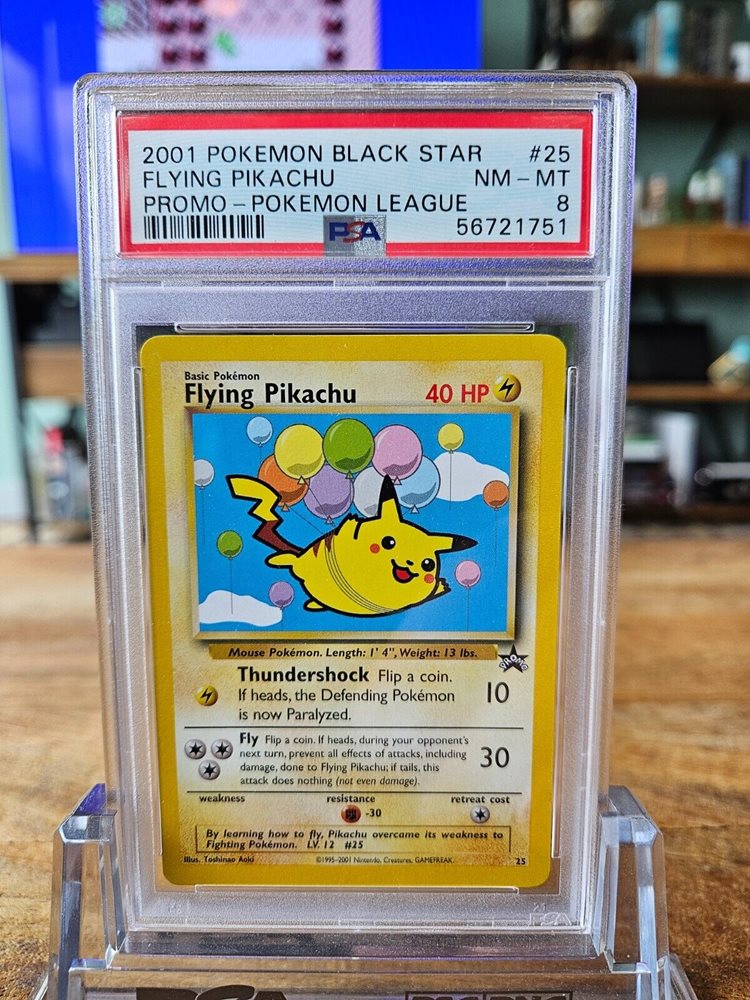 2001 POKEMON BLACK STAR #25
FLYING PIKACHU NM - MT
PROMO - POKEMON LEAGUE 8
PSA 56721751
Basic Pokémon
Flying Pikachu 40 HP
Mouse Pokémon. Length: 1' 4", Weight: 13 lbs.
PROMO
Thundershock Flip a coin.
If heads, the Defending Pokémon 10
is now Paralyzed.
Fly Flip a coin. If heads, during your opponent's
next turn, prevent all effects of attacks, including
damage, done to Flying Pikachu; if tails, this 30
attack does nothing (not even damage).
weakness resistance retreat cost
-30
By learning how to fly, Pikachu overcame its weakness to
Fighting Pokémon. LV. 12 #25
Illus. Toshinao Aoki ©1995-2001 Nintendo, Creatures, GAMEFREAK. 25
PSA